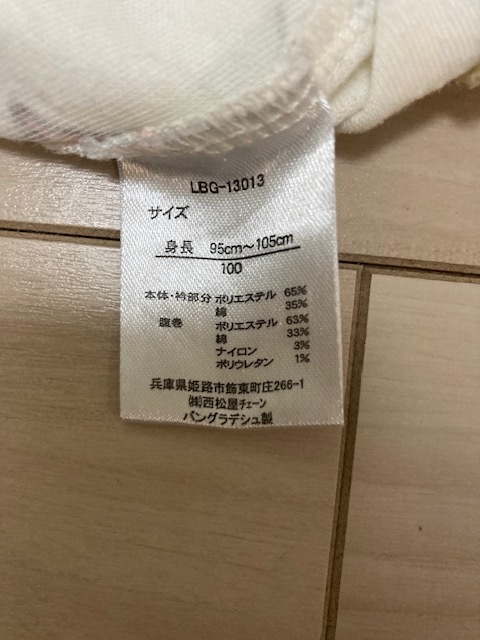 LBG-13013
サイズ
身長 95cm～105cm
100
本体・衿部分 ポリエステル 65%
綿 35%
腹巻 ポリエステル 63%
綿 33%
ナイロン 3%
ポリウレタン 1%
兵庫県姫路市飾東町庄266-1
㈱西松屋チェーン
バングラデシュ製